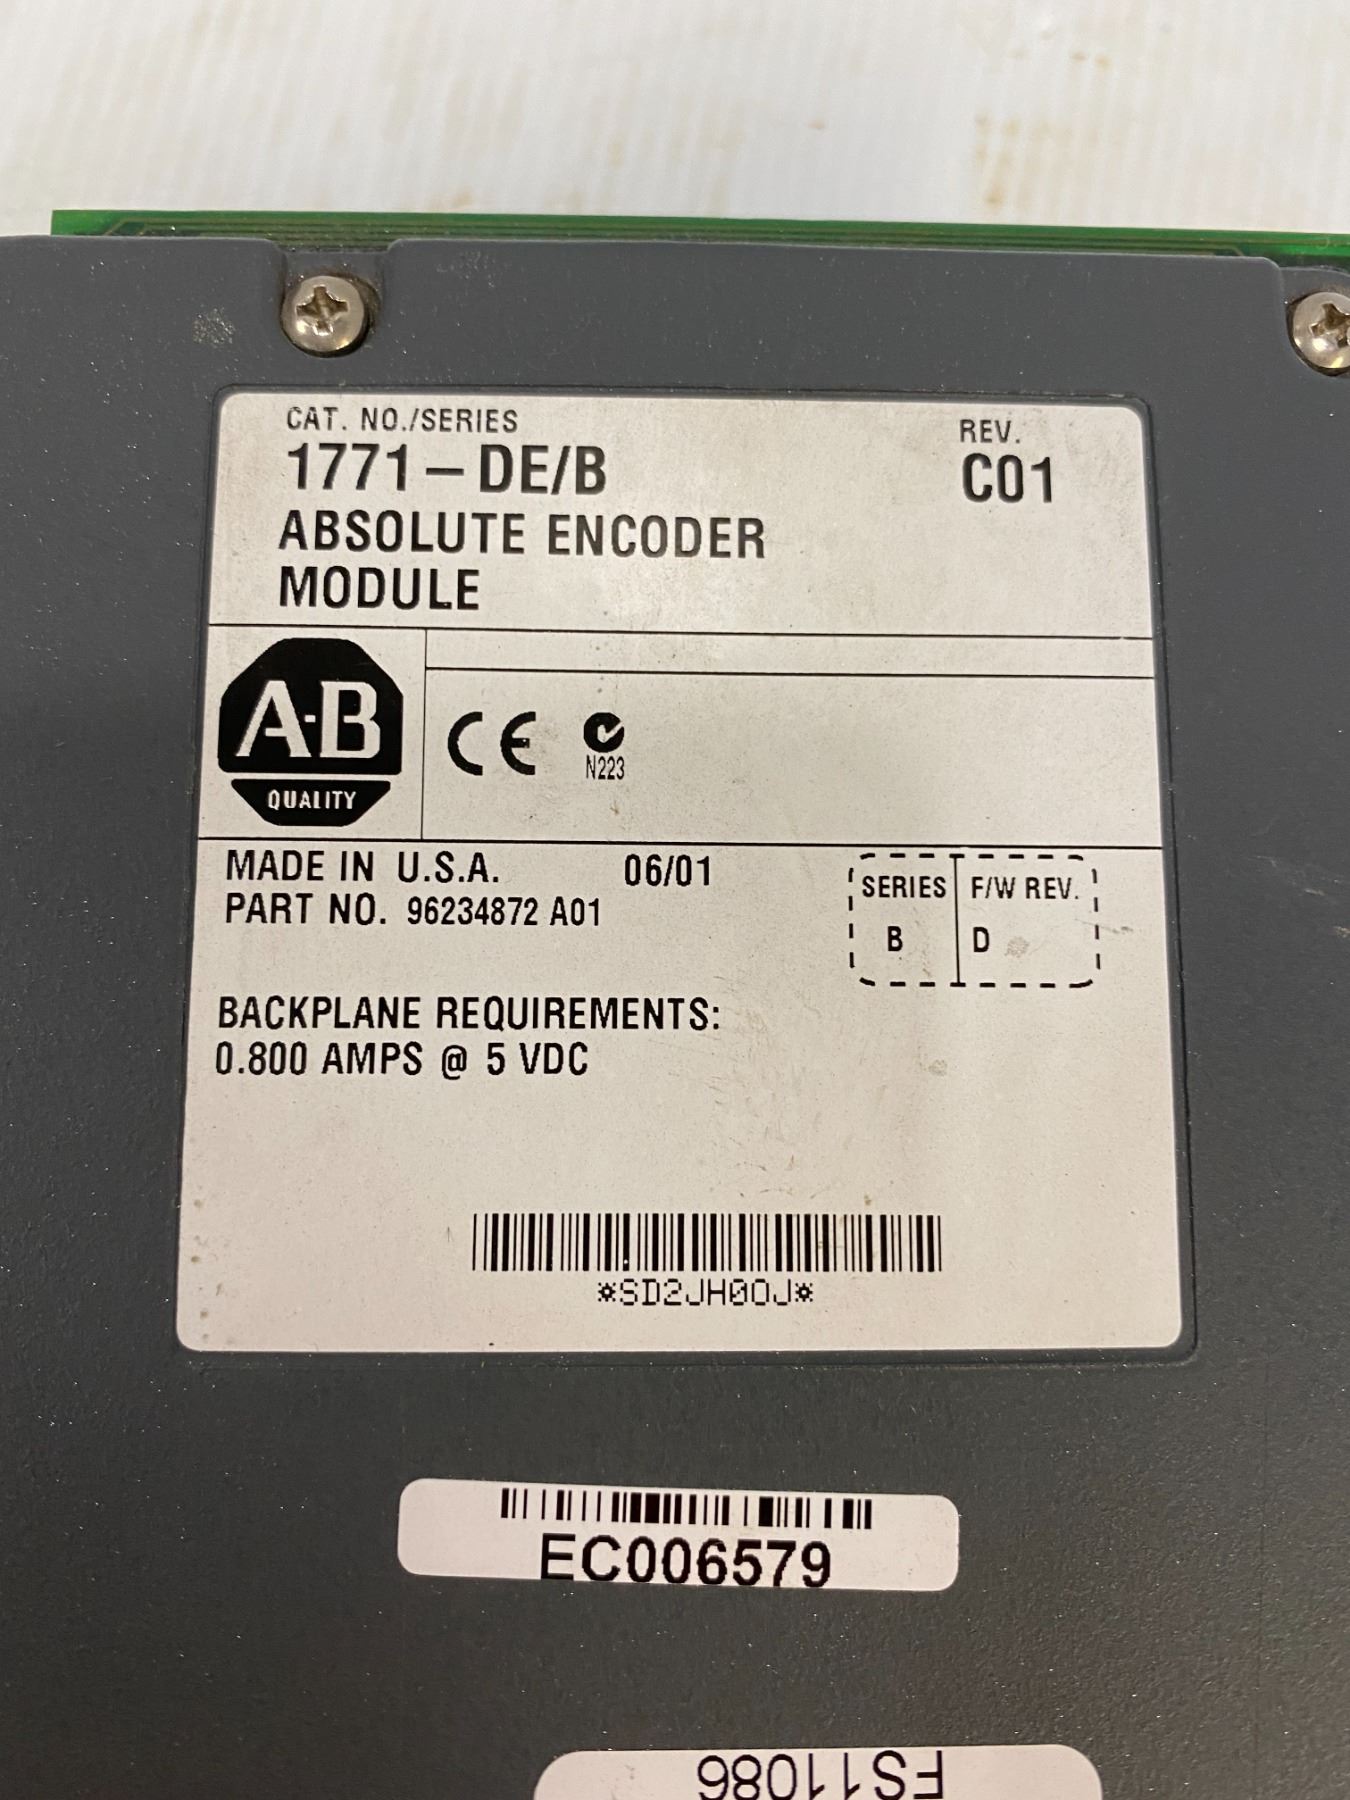 CAT. NO./SERIES
1771-DE/B
REV.
C01
ABSOLUTE ENCODER
MODULE
A-B
QUALITY
CE
N223
MADE IN U.S.A. 06/01
PART NO. 96234872 A01
SERIES F/W REV.
B D
BACKPLANE REQUIREMENTS:
0.800 AMPS @ 5 VDC
*SD2JH00J*
EC006579
FS11086